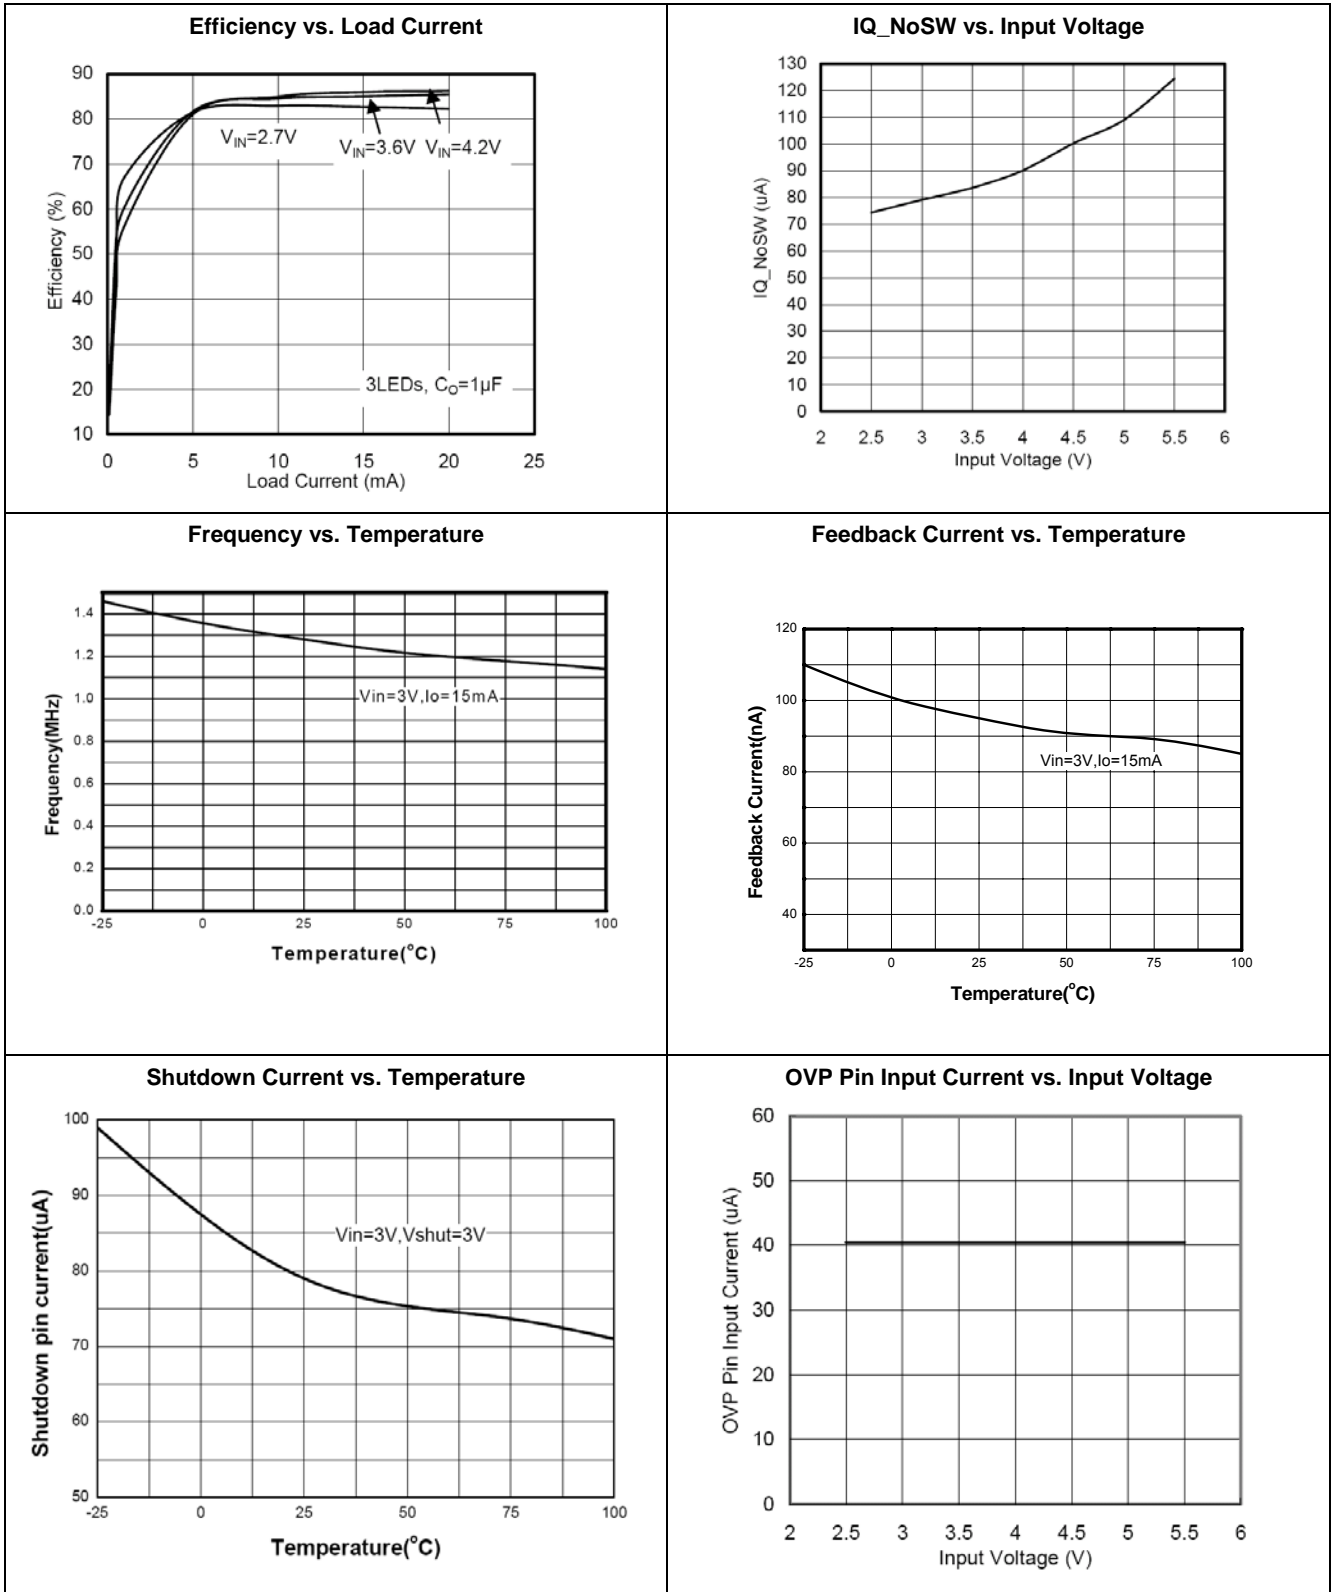 Efficiency vs. Load Current
90
80
70
60
50
40
30
20
10
Efficiency (%)
VIN=2.7V
VIN=3.6V VIN=4.2V
3LEDs, CO=1µF
0 5 10 15 20 25
Load Current (mA)
IQ_NoSW vs. Input Voltage
130
120
110
100
90
80
70
60
50
40
30
20
10
0
IQ_NoSW (uA)
2 2.5 3 3.5 4 4.5 5 5.5 6
Input Voltage (V)
Frequency vs. Temperature
1.4
1.2
1.0
0.8
0.6
0.4
0.2
0.0
Frequency(MHz)
Vin=3V,Io=15mA
-25 0 25 50 75 100
Temperature(°C)
Feedback Current vs. Temperature
120
100
80
60
40
Feedback Current(nA)
Vin=3V,Io=15mA
-25 0 25 50 75 100
Temperature(°C)
Shutdown Current vs. Temperature
100
90
80
70
60
50
Shutdown pin current(uA)
Vin=3V,Vshut=3V
-25 0 25 50 75 100
Temperature(°C)
OVP Pin Input Current vs. Input Voltage
60
50
40
30
20
10
0
OVP Pin Input Current (uA)
2 2.5 3 3.5 4 4.5 5 5.5 6
Input Voltage (V)